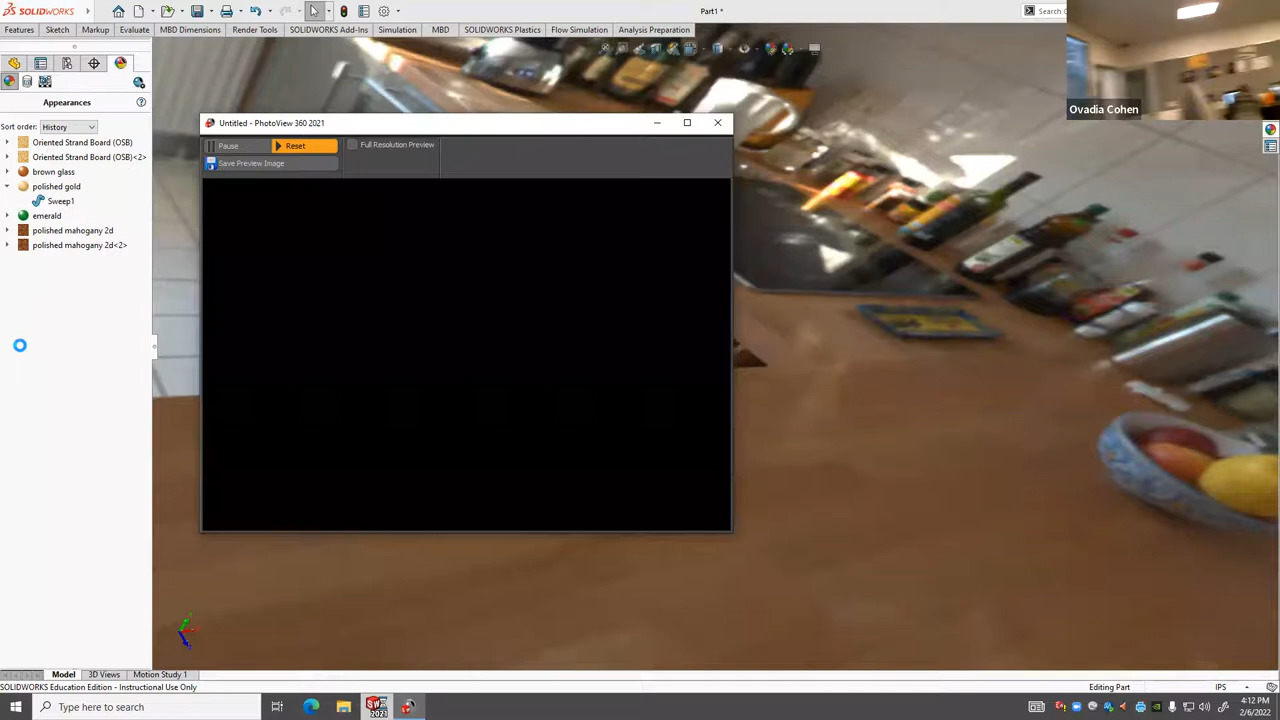 SOLIDWORKS
Part1 *
Search Co
Features Sketch Markup Evaluate MBD Dimensions Render Tools SOLIDWORKS Add-Ins Simulation MBD SOLIDWORKS Plastics Flow Simulation Analysis Preparation
Ovadia Cohen
Appearances
Sort order: History
Oriented Strand Board (OSB)
Oriented Strand Board (OSB)<2>
brown glass
polished gold
Sweep1
emerald
polished mahogany 2d
polished mahogany 2d<2>
Untitled - PhotoView 360 2021
Pause Reset Full Resolution Preview
Save Preview Image
Model 3D Views Motion Study 1
SOLIDWORKS Education Edition - Instructional Use Only
Editing Part IPS
Type here to search
SW
2021
4:12 PM
2/6/2022